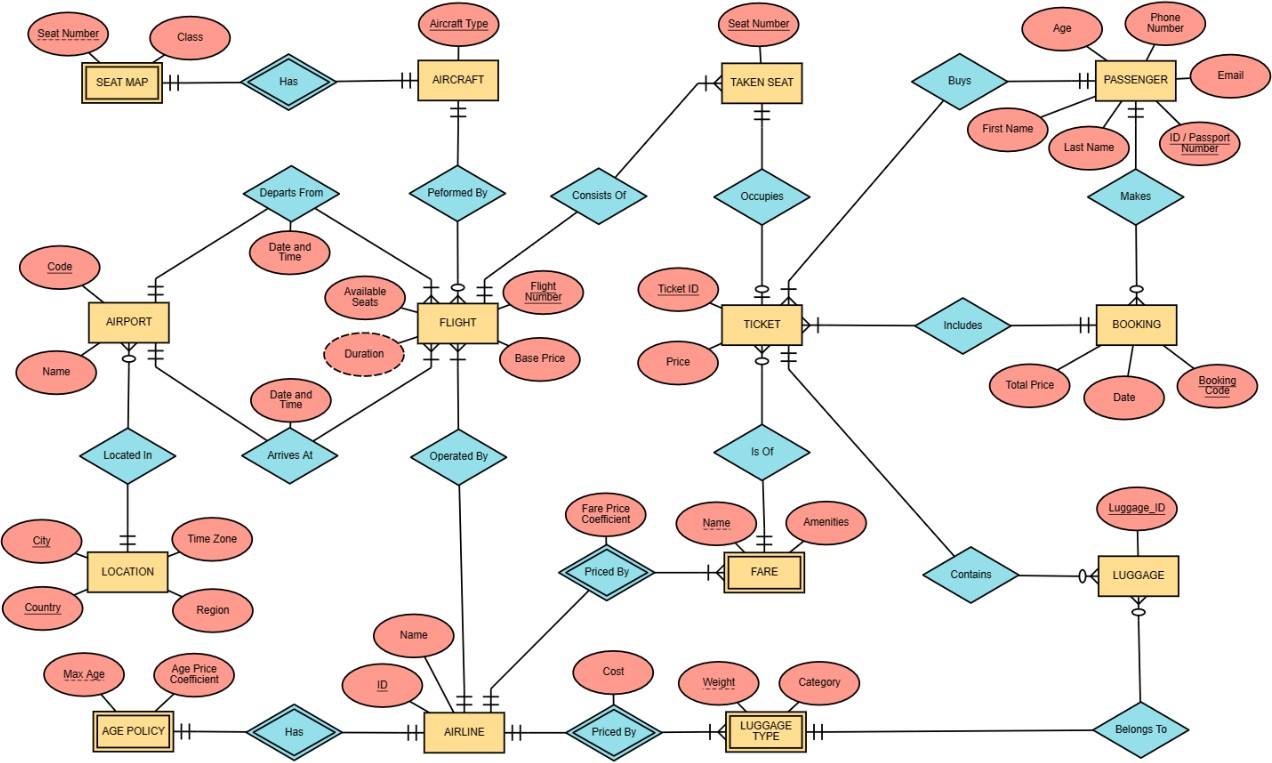 Seat Number
Class
SEAT MAP
Has
Aircraft Type
AIRCRAFT
Seat Number
TAKEN SEAT
Buys
Age
Phone
Number
PASSENGER
Email
First Name
Last Name
ID / Passport
Number
Departs From
Date and
Time
Peformed By
Consists Of
Occupies
Makes
Code
AIRPORT
Name
Available
Seats
Duration
FLIGHT
Flight
Number
Base Price
Ticket ID
TICKET
Price
Includes
BOOKING
Total Price
Date
Booking
Code
Located In
Date and
Time
Arrives At
Operated By
Is Of
City
Time Zone
LOCATION
Country
Region
Fare Price
Coefficient
Priced By
Name
Amenities
FARE
Contains
Luggage_ID
LUGGAGE
Max Age
Age Price
Coefficient
AGE POLICY
Has
Name
ID
AIRLINE
Cost
Priced By
Weight
Category
LUGGAGE
TYPE
Belongs To